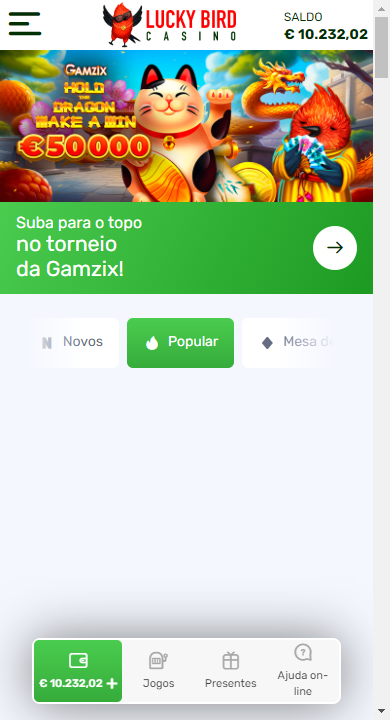 LUCKY BIRD
CASINO
SALDO
€ 10.232,02
GAMZIX
HOLD
THE
DRAGON
MAKE A WIN
€50000
Suba para o topo
no torneio
da Gamzix!
Novos
Popular
Mesa de
€ 10.232,02
Jogos
Presentes
Ajuda on-
line